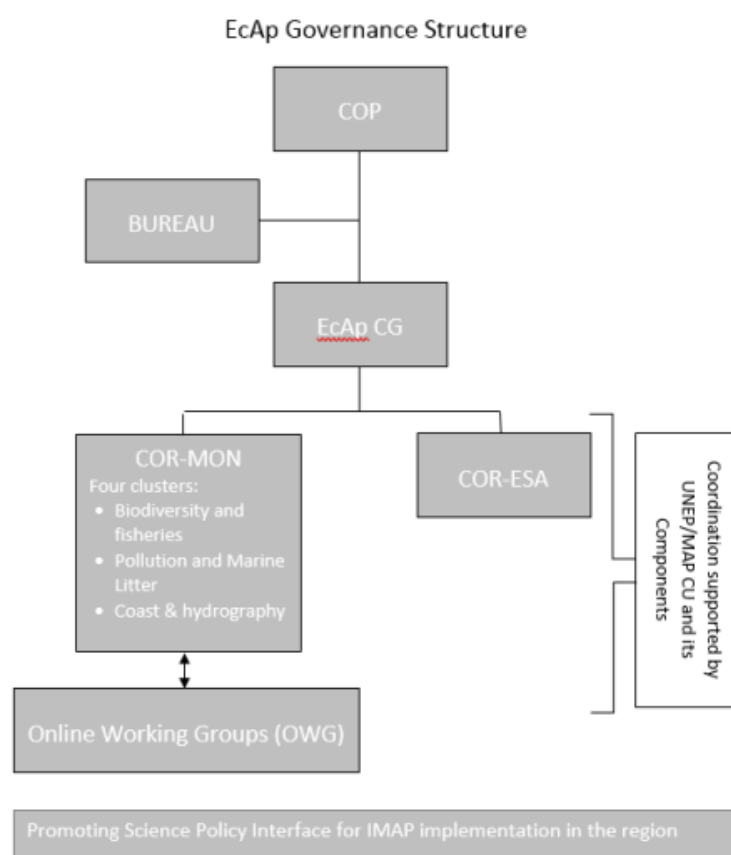 EcAp Governance Structure
COP
BUREAU
EcAp CG
COR-MON
Four clusters:
• Biodiversity and
fisheries
• Pollution and Marine
Litter
• Coast & hydrography
COR-ESA
Coordination supported by
UNEP/MAP CU and its
Components
Online Working Groups (OWG)
Promoting Science Policy Interface for IMAP implementation in the region